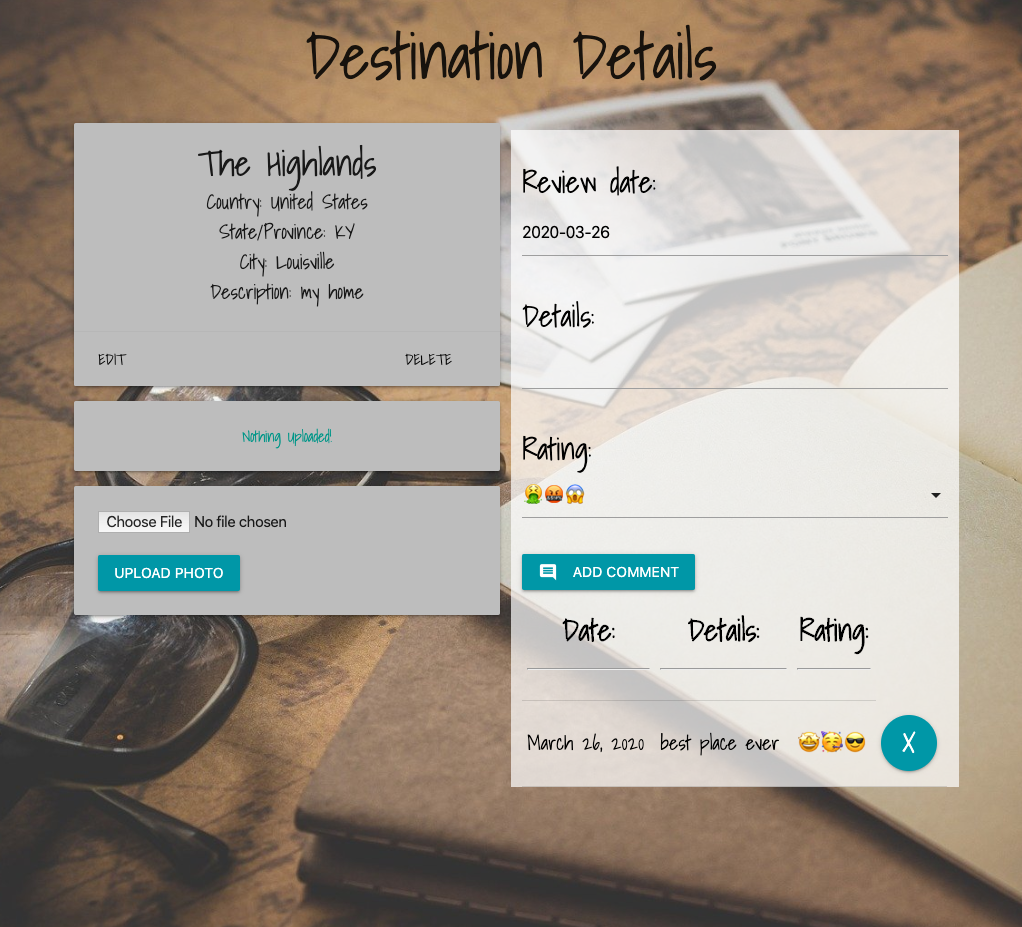 Destination Details
The Highlands
Country: United States
State/Province: KY
City: Louisville
Description: my home
EDIT DELETE
Nothing Uploaded!
Choose File No file chosen
UPLOAD PHOTO
Review date:
2020-03-26
Details:
Rating:
🤮🤬😱
ADD COMMENT
Date: Details: Rating:
March 26, 2020 best place ever 🤩🥳😎 X